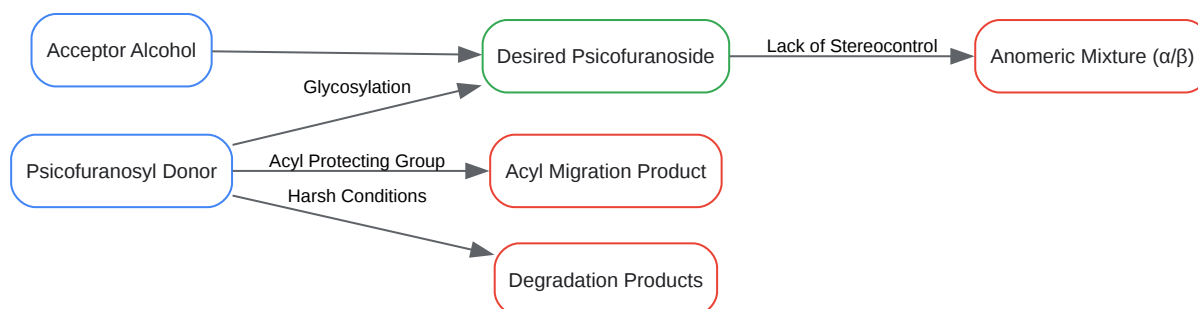 Acceptor Alcohol
Desired Psicofuranoside
Lack of Stereocontrol
Anomeric Mixture (α/β)
Glycosylation
Psicofuranosyl Donor
Acyl Protecting Group
Acyl Migration Product
Harsh Conditions
Degradation Products